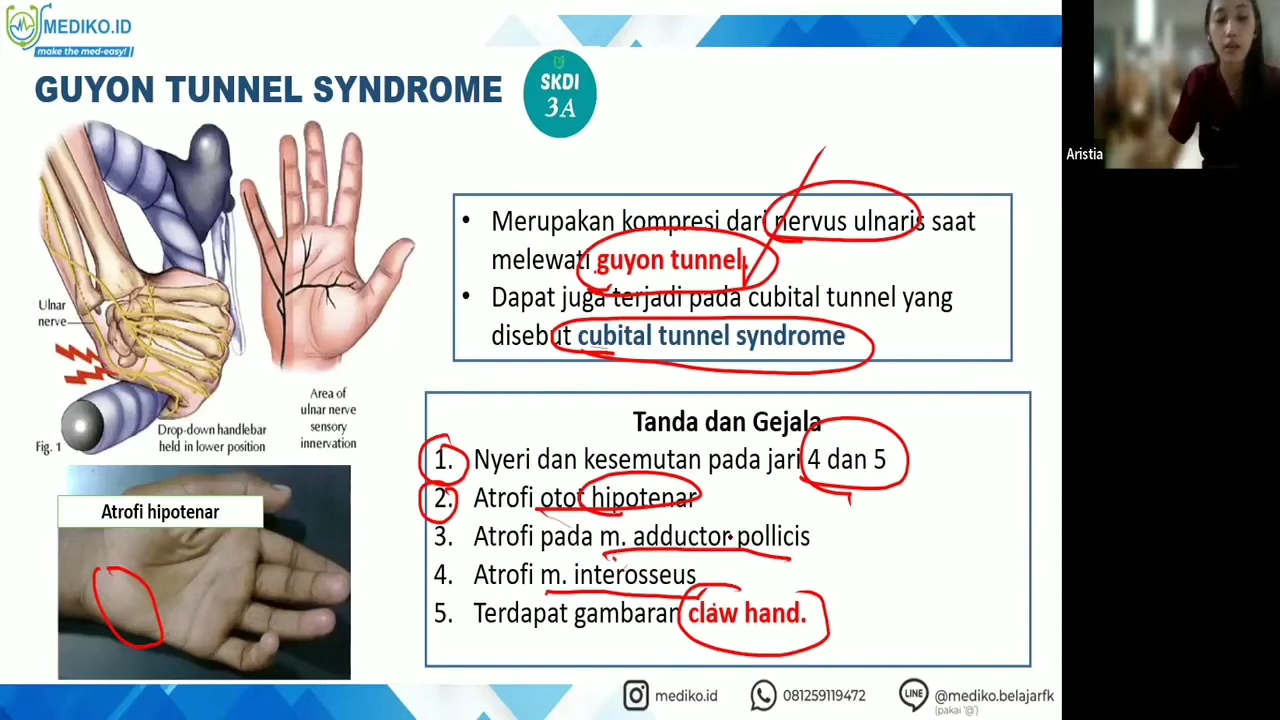 MEDIKO.ID
make the med-easy!
GUYON TUNNEL SYNDROME
SKDI
3A
Aristia
• Merupakan kompresi dari nervus ulnaris saat
melewati guyon tunnel.
• Dapat juga terjadi pada cubital tunnel yang
disebut cubital tunnel syndrome
Ulnar
nerve
Fig. 1
Drop-down handlebar
held in lower position
Area of
ulnar nerve
sensory
innervation
Atrofi hipotenar
Tanda dan Gejala
1. Nyeri dan kesemutan pada jari 4 dan 5
2. Atrofi otot hipotenar
3. Atrofi pada m. adductor pollicis
4. Atrofi m. interosseus
5. Terdapat gambaran claw hand.
mediko.id
081259119472
LINE
@mediko.belajarfk
(pakai '@')